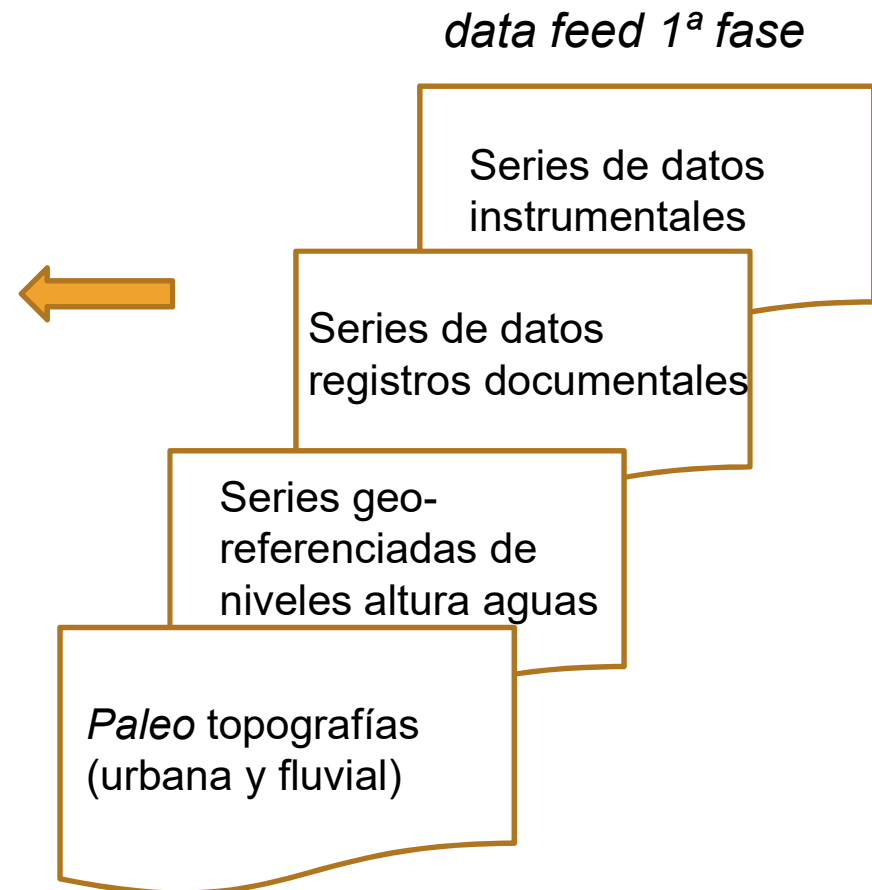 data feed 1ª fase
Series de datos
instrumentales
Series de datos
registros documentales
Series geo-
referenciadas de
niveles altura aguas
Paleo topografías
(urbana y fluvial)